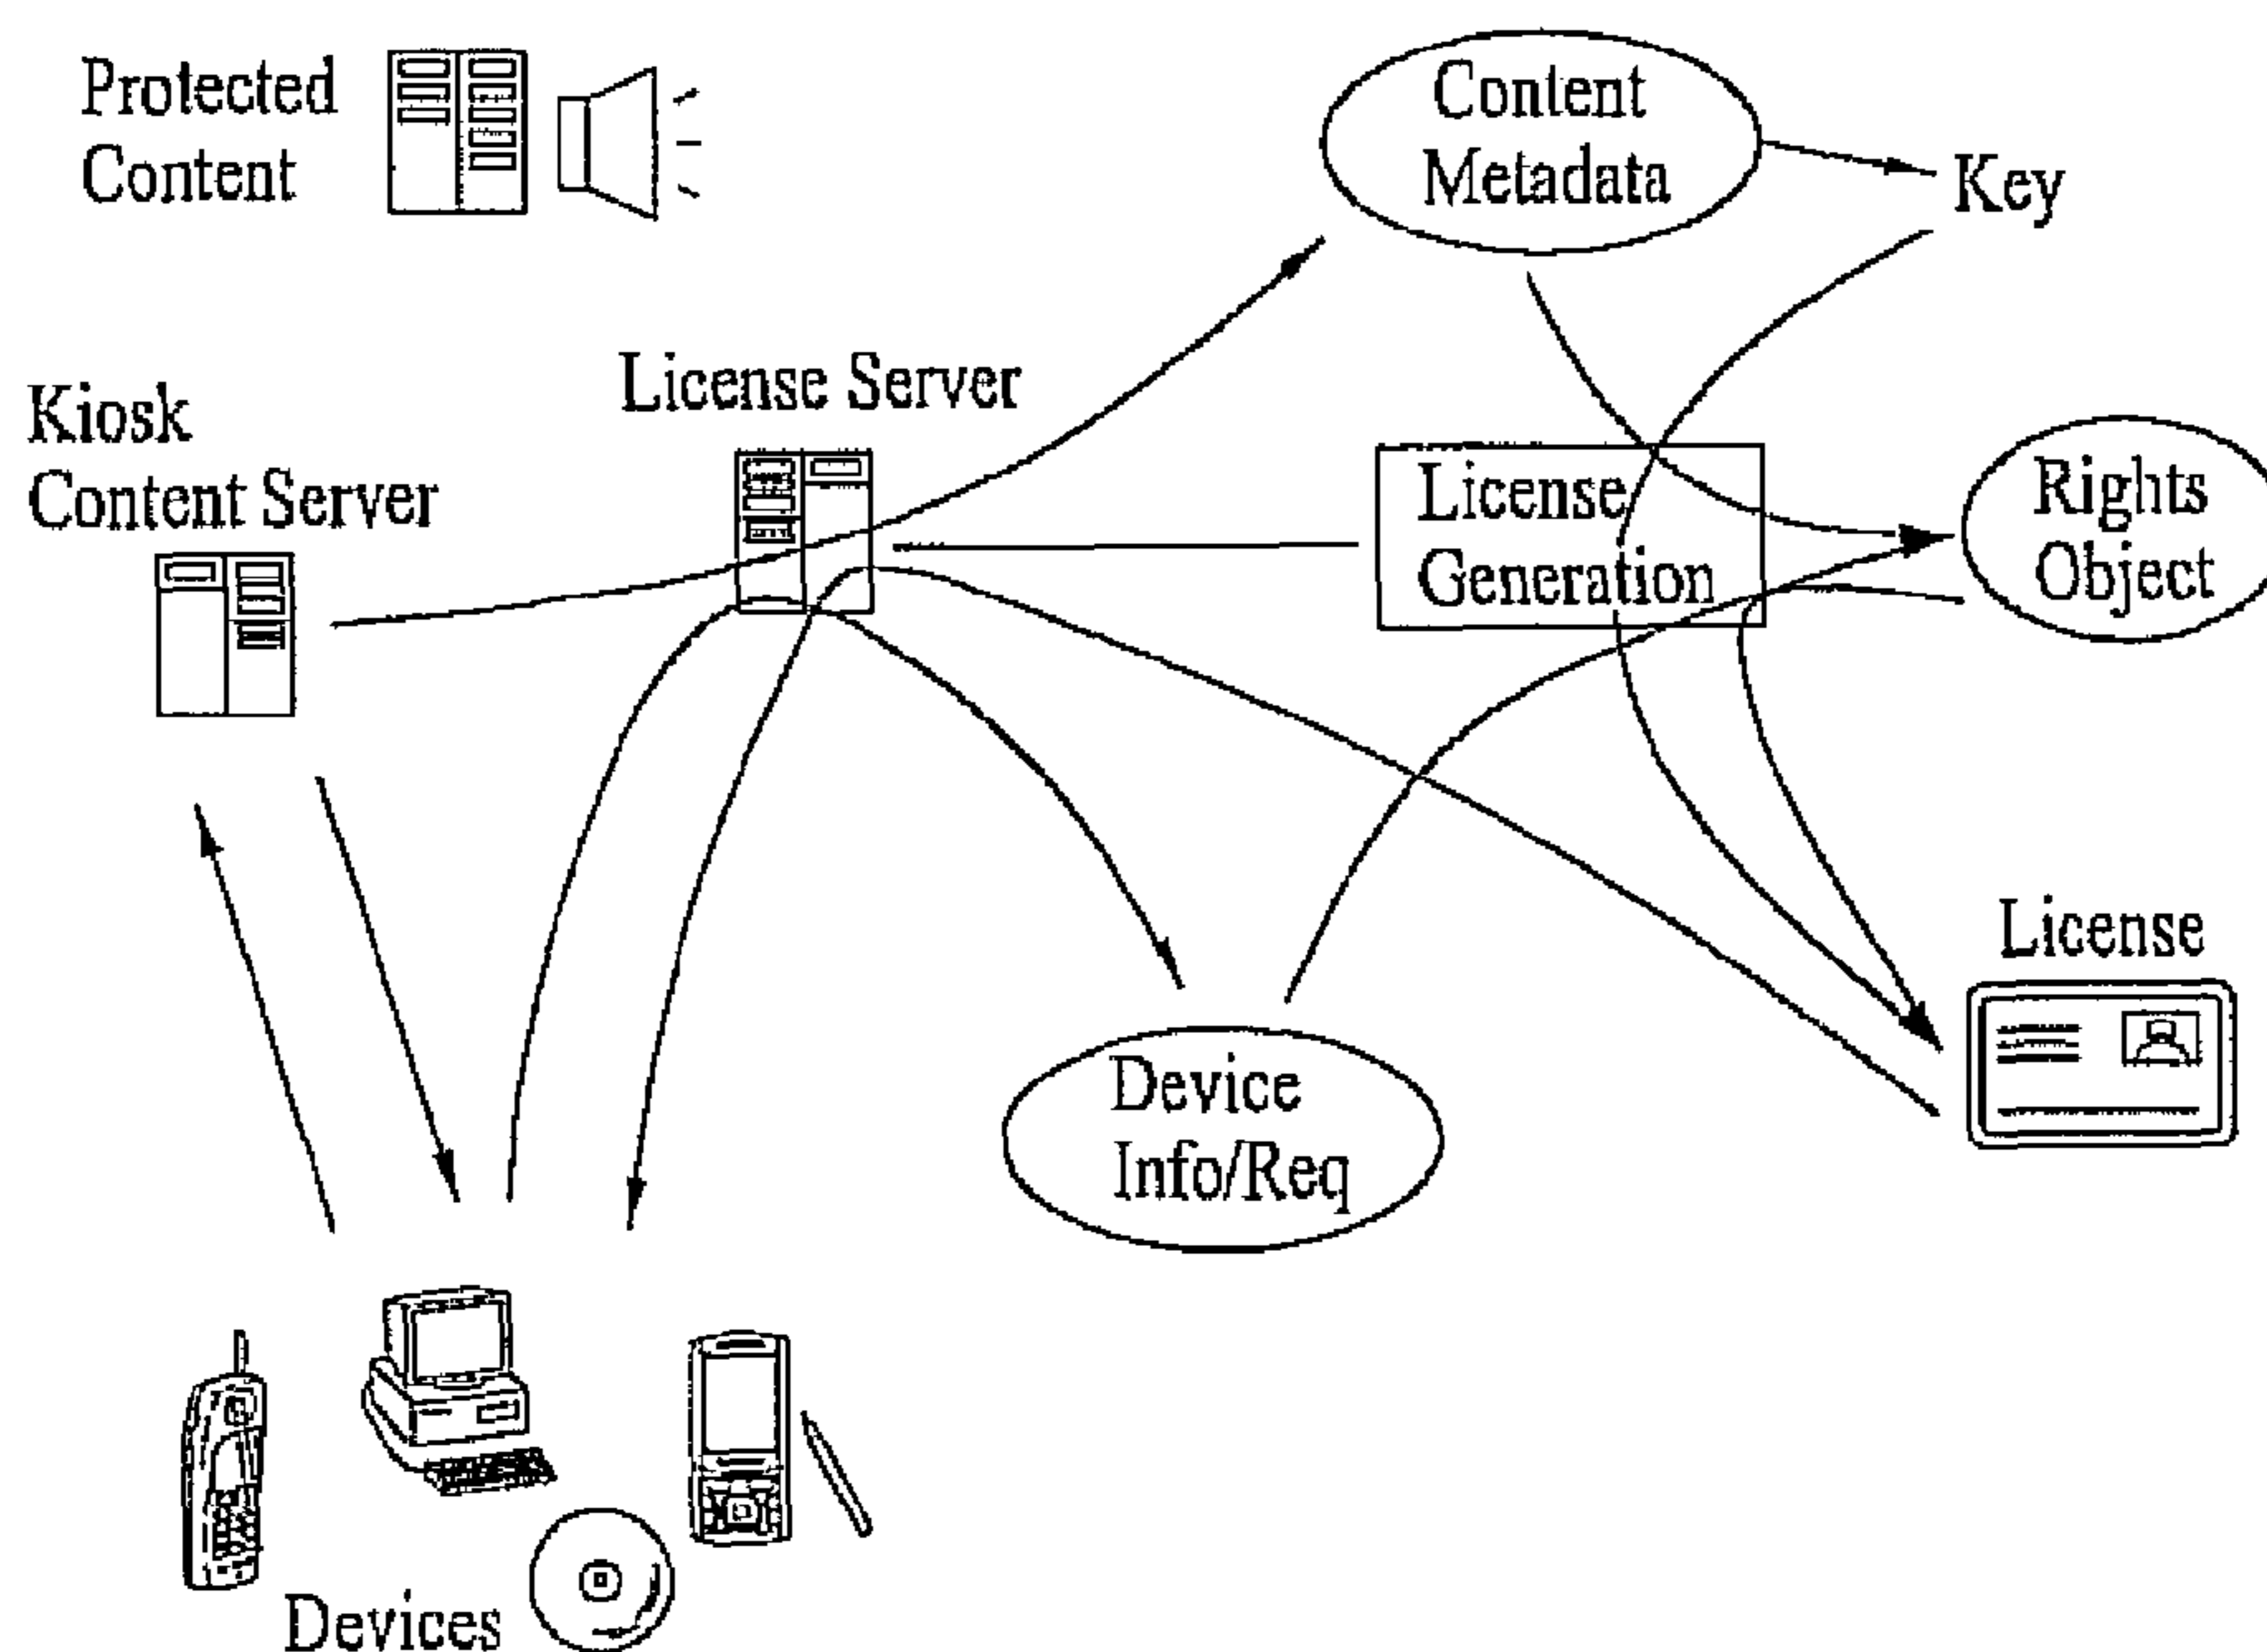 Protected
Content
Content
Metadata
Key
License Server
Kiosk
Content Server
License
Generation
Rights
Object
License
Device
Info/Req
Devices